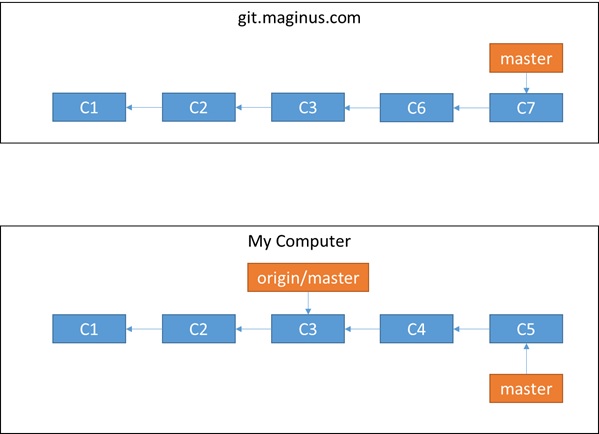 git.maginus.com
master
C1 C2 C3 C6 C7
My Computer
origin/master
C1 C2 C3 C4 C5
master